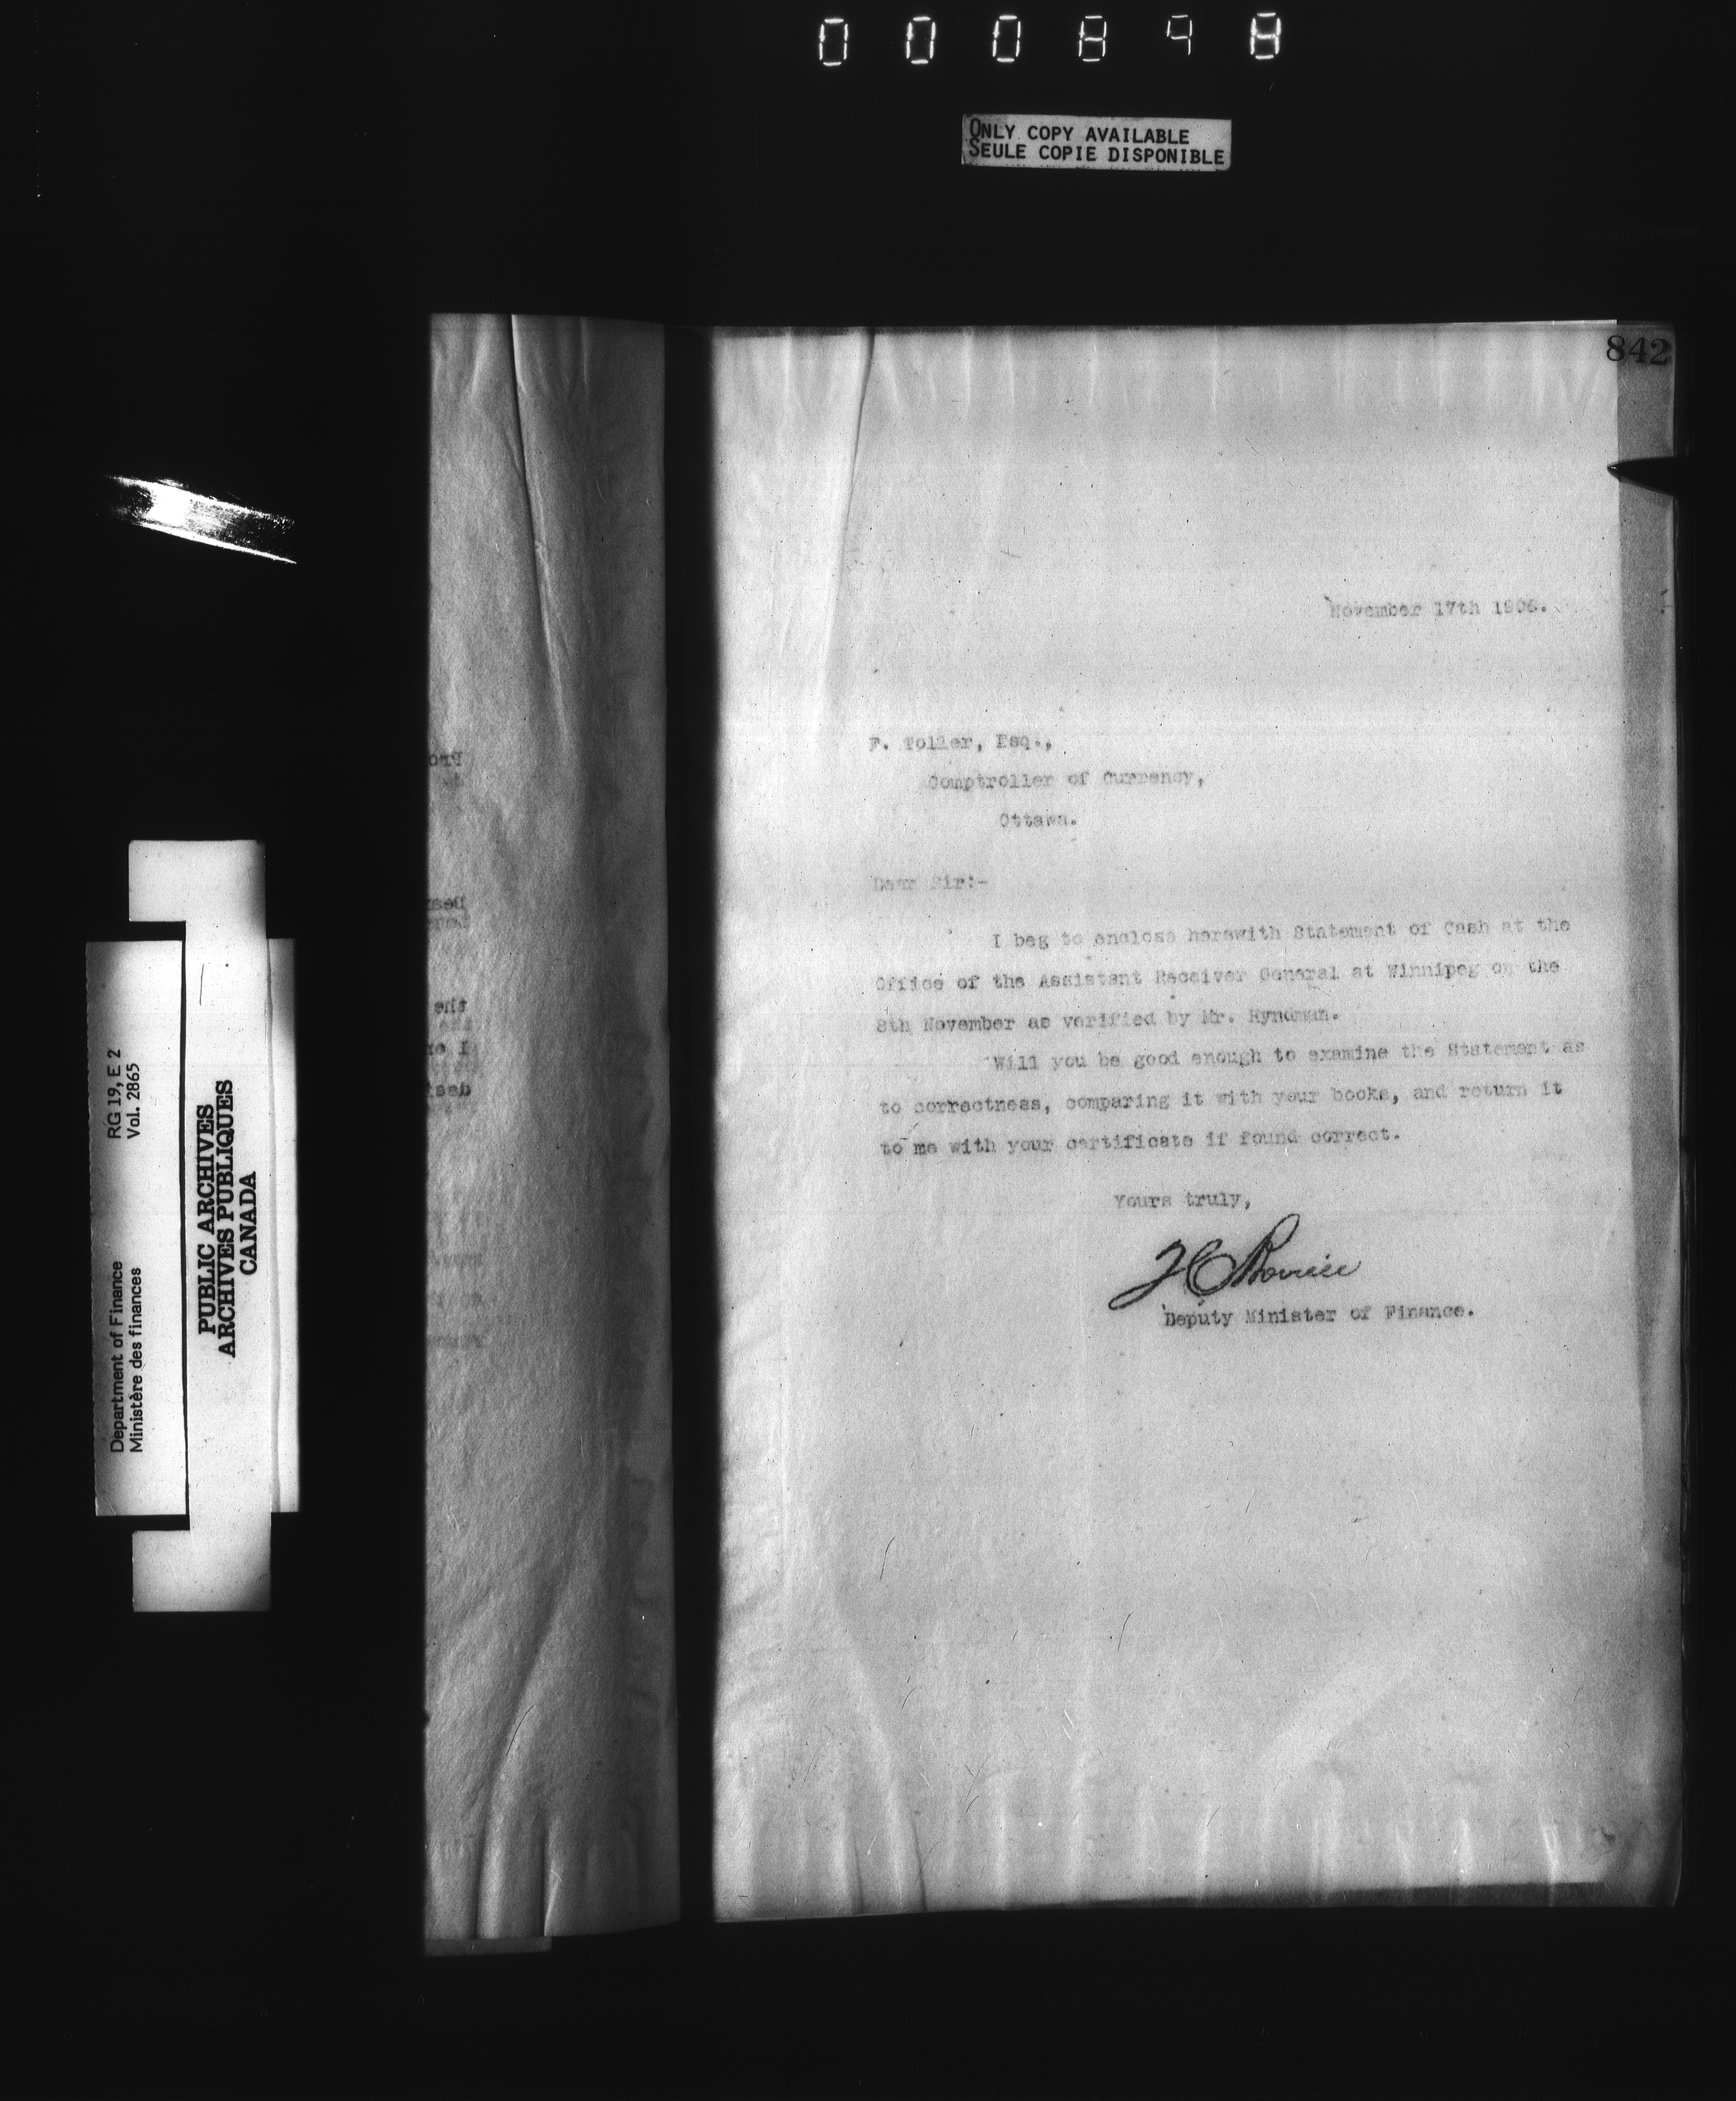 000898
ONLY COPY AVAILABLE
SEULE COPIE DISPONIBLE
842
November 17th 1906.
F. Toller, Esq.,
Comptroller of Currency,
Ottawa.
Dear Sir:-
I beg to enclose herewith Statement of Cash at the
Office of the Assistant Receiver General at Winnipeg on the
8th November as verified by Mr. Hyndman.
Will you be good enough to examine the Statement as
to correctness, comparing it with your books, and return it
to me with your certificate if found correct.
Yours truly,
Deputy Minister of Finance.
Department of Finance RG 19, E 2
Ministère des finances Vol. 2865
PUBLIC ARCHIVES
ARCHIVES PUBLIQUES
CANADA